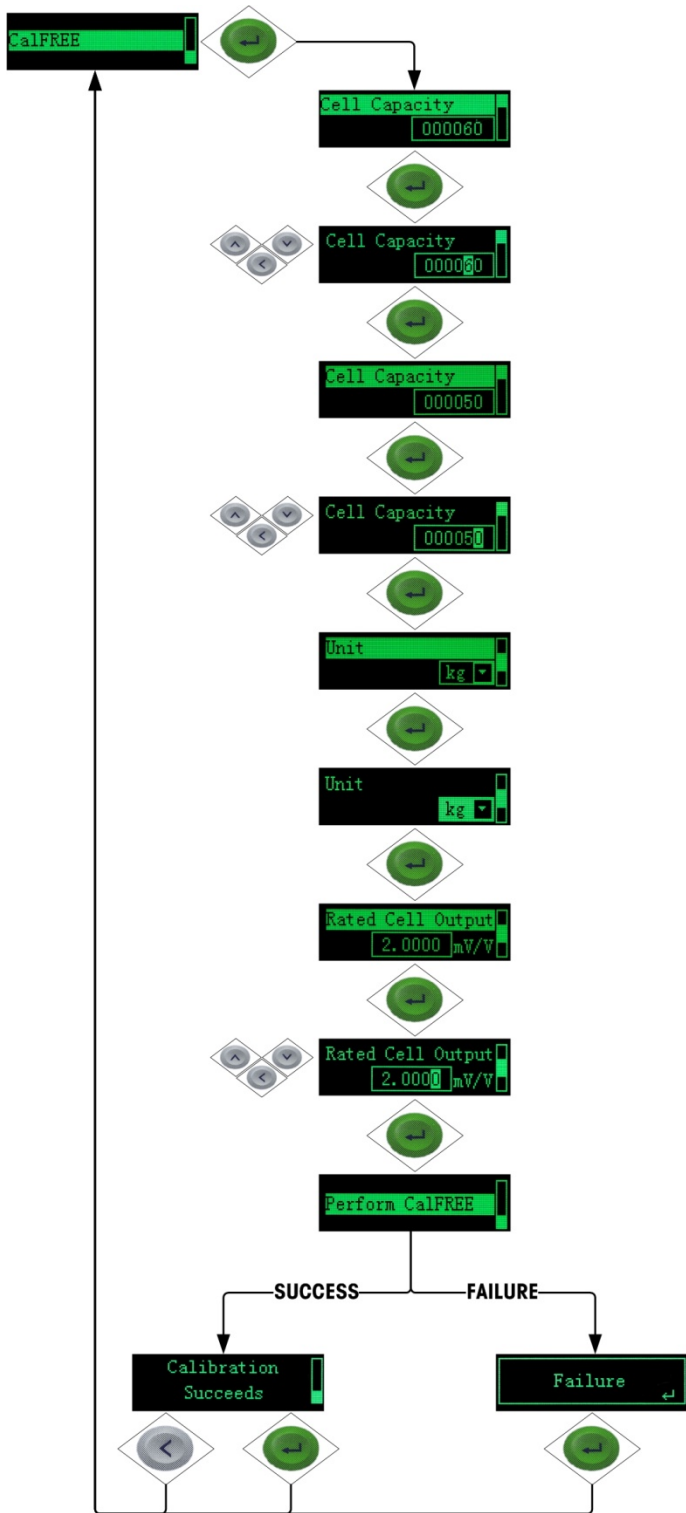 CalFREE
Cell Capacity
000060
Cell Capacity
000060
Cell Capacity
000050
Cell Capacity
000050
Unit
kg
Unit
kg
Rated Cell Output
2.0000 mV/V
Rated Cell Output
2.0000 mV/V
Perform CalFREE
SUCCESS
FAILURE
Calibration
Succeeds
Failure